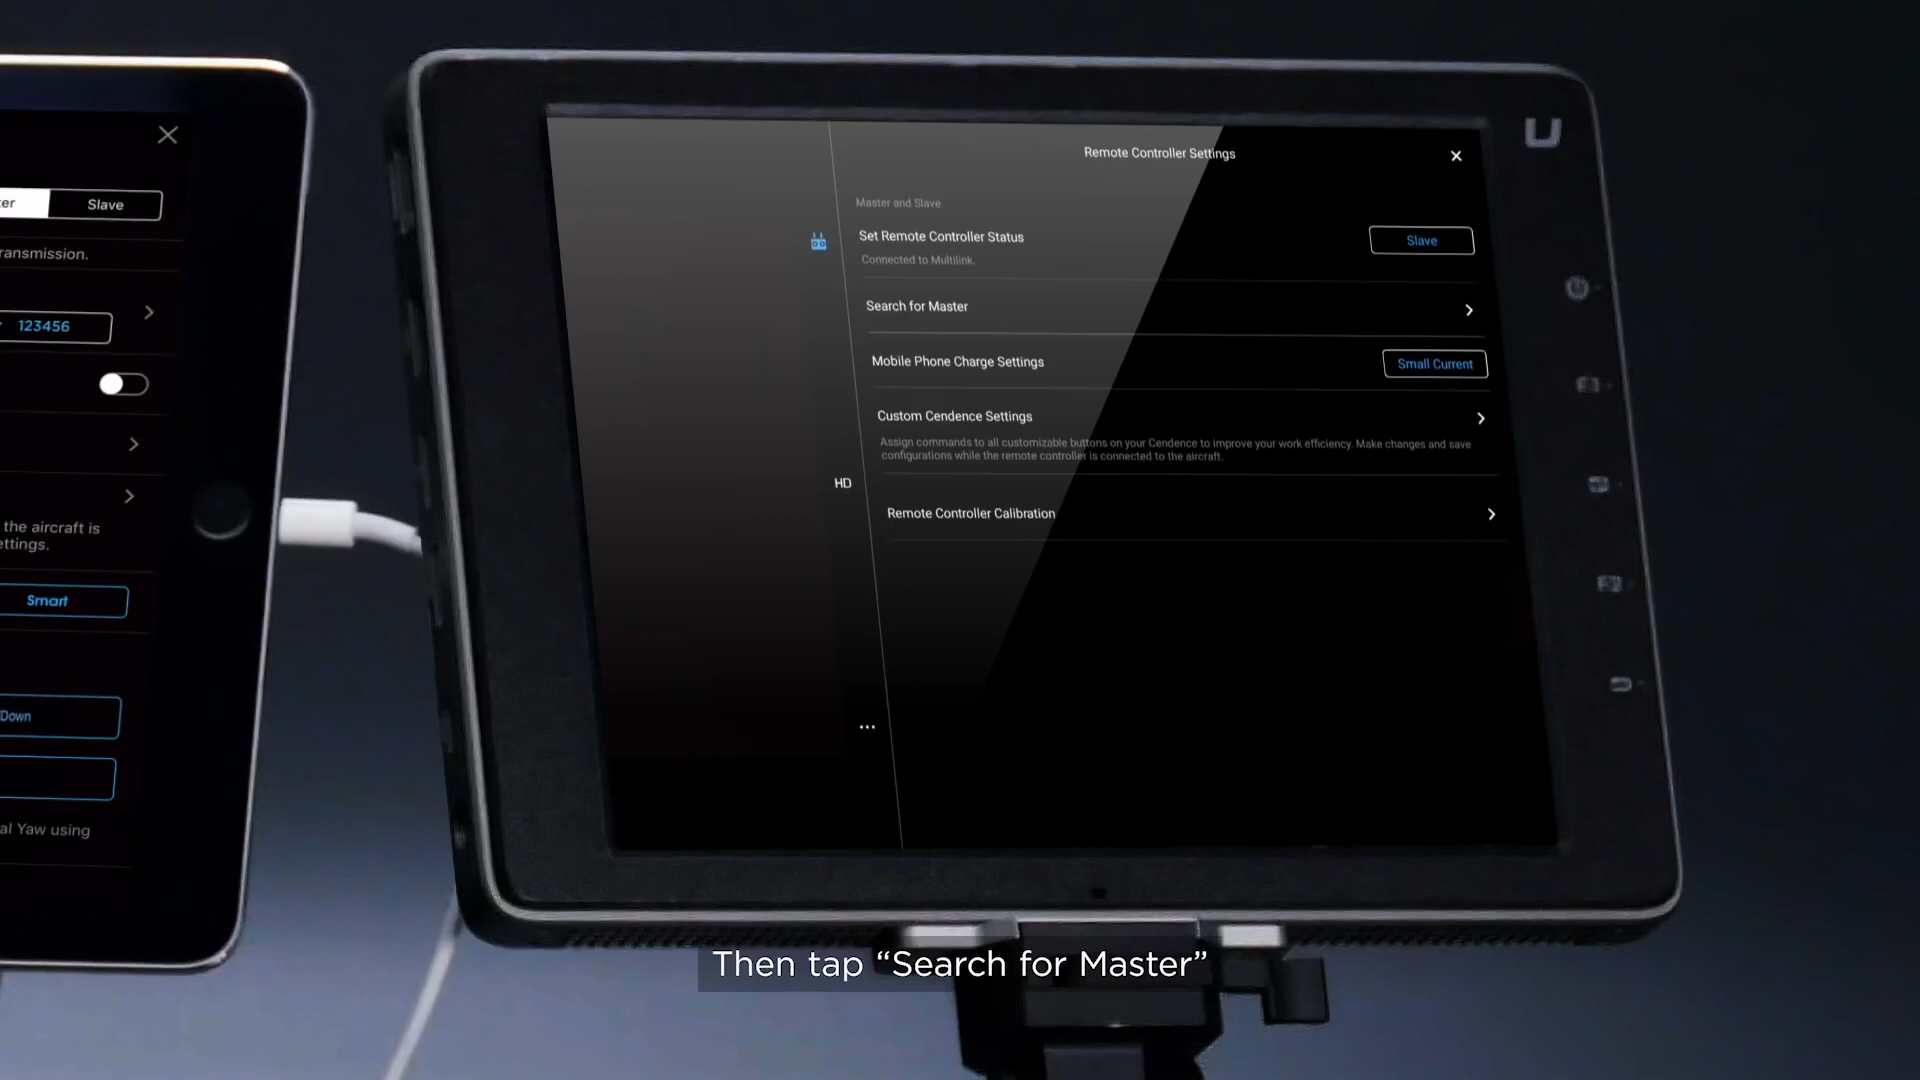 er
Slave
ransmission.
123456
the aircraft is
ettings.
Smart
Down
al Yaw using
Remote Controller Settings
Master and Slave
Set Remote Controller Status
Slave
Connected to Multilink.
Search for Master
Mobile Phone Charge Settings
Small Current
Custom Cendence Settings
Assign commands to all customizable buttons on your Cendence to improve your work efficiency. Make changes and save
configurations while the remote controller is connected to the aircraft.
HD
Remote Controller Calibration
Then tap “Search for Master”